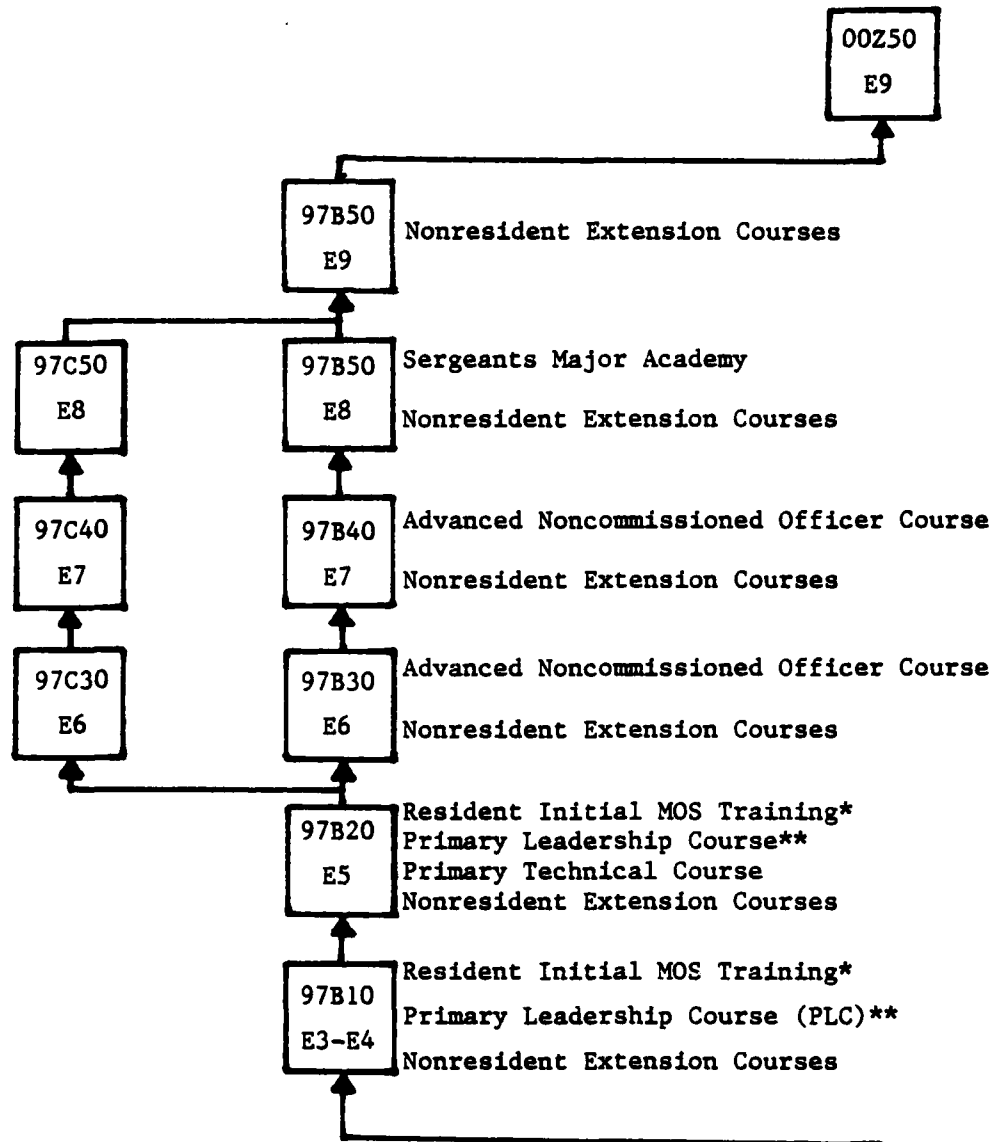 00Z50
E9
97B50
E9
Nonresident Extension Courses
97C50
E8
97B50
E8
Sergeants Major Academy
Nonresident Extension Courses
97C40
E7
97B40
E7
Advanced Noncommissioned Officer Course
Nonresident Extension Courses
97C30
E6
97B30
E6
Advanced Noncommissioned Officer Course
Nonresident Extension Courses
97B20
E5
Resident Initial MOS Training*
Primary Leadership Course**
Primary Technical Course
Nonresident Extension Courses
97B10
E3-E4
Resident Initial MOS Training*
Primary Leadership Course (PLC)**
Nonresident Extension Courses